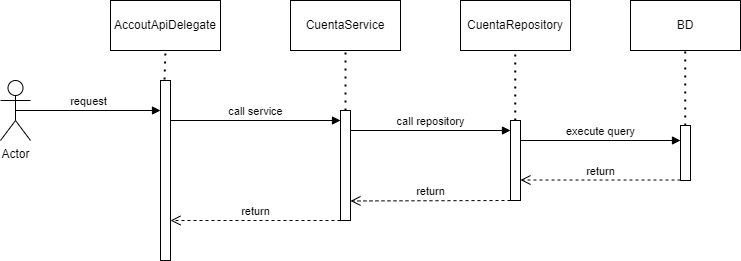 AccoutApiDelegate
CuentaService
CuentaRepository
BD
request
call service
call repository
execute query
Actor
return
return
return